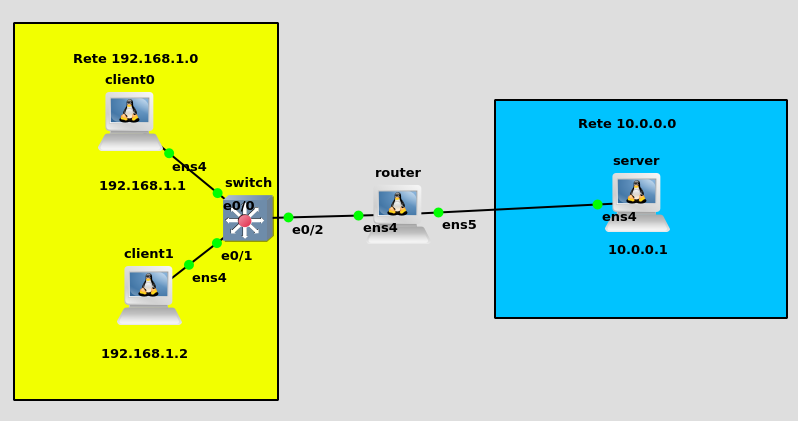 Rete 192.168.1.0
client0
ens4
192.168.1.1
switch
e0/0
client1
e0/1
ens4
192.168.1.2
e0/2
router
ens4
ens5
Rete 10.0.0.0
server
ens4
10.0.0.1